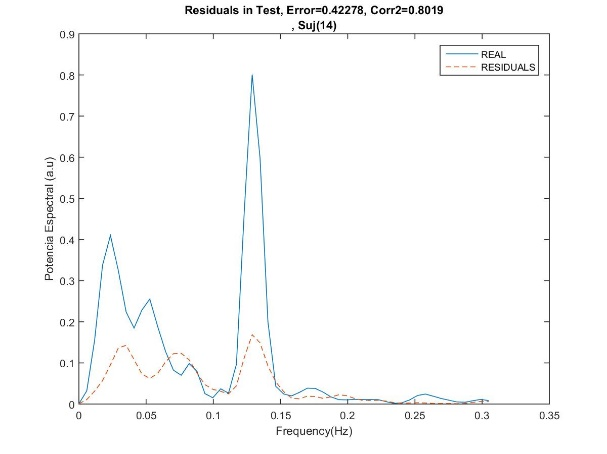 Residuals in Test, Error=0.42278, Corr2=0.8019
, Suj(14)
REAL
RESIDUALS
Potencia Espectral (a.u)
0.9
0.8
0.7
0.6
0.5
0.4
0.3
0.2
0.1
0
0 0.05 0.1 0.15 0.2 0.25 0.3 0.35
Frequency(Hz)